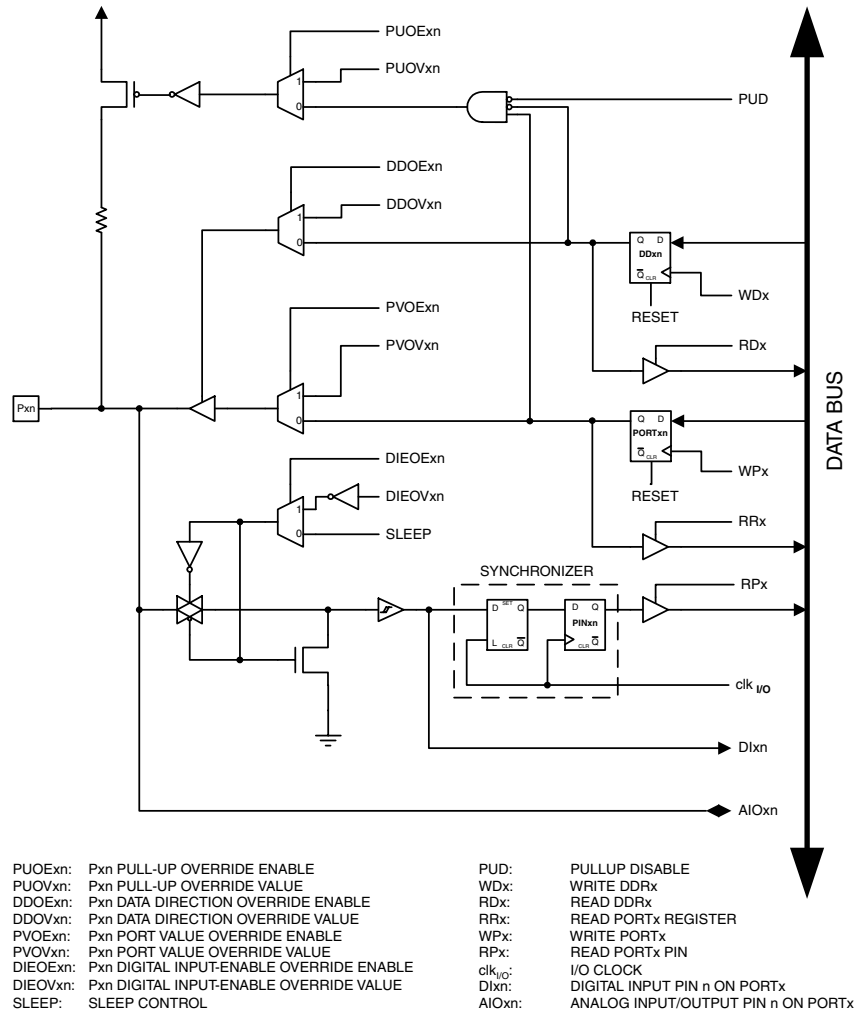 PUOExn
PUOVxn
1
0
PUD
DDOExn
DDOVxn
1
0
Q D
DDxn
Q CLR
WDx
RESET
PVOExn
PVOVxn
RDx
Pxn
1
0
Q D
PORTxn
Q CLR
WPx
RESET
DATA BUS
DIEOExn
DIEOVxn
1
0
SLEEP
RRx
SYNCHRONIZER
RPx
D SET Q
L CLR Q
D Q
PINxn
CLR Q
clk I/O
DIxn
AIOxn
PUOExn: Pxn PULL-UP OVERRIDE ENABLE
PUOVxn: Pxn PULL-UP OVERRIDE VALUE
DDOExn: Pxn DATA DIRECTION OVERRIDE ENABLE
DDOVxn: Pxn DATA DIRECTION OVERRIDE VALUE
PVOExn: Pxn PORT VALUE OVERRIDE ENABLE
PVOVxn: Pxn PORT VALUE OVERRIDE VALUE
DIEOExn: Pxn DIGITAL INPUT-ENABLE OVERRIDE ENABLE
DIEOVxn: Pxn DIGITAL INPUT-ENABLE OVERRIDE VALUE
SLEEP: SLEEP CONTROL
PUD: PULLUP DISABLE
WDx: WRITE DDRx
RDx: READ DDRx
RRx: READ PORTx REGISTER
WPx: WRITE PORTx
RPx: READ PORTx PIN
clk I/O: I/O CLOCK
DIxn: DIGITAL INPUT PIN n ON PORTx
AIOxn: ANALOG INPUT/OUTPUT PIN n ON PORTx